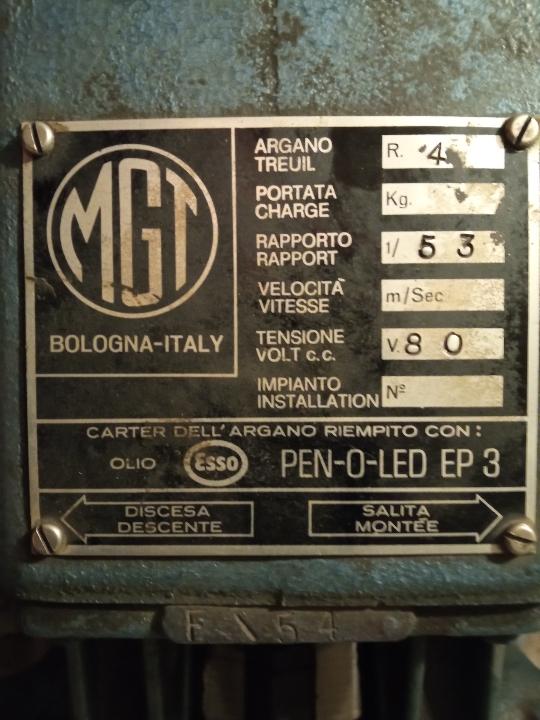 MGT
BOLOGNA-ITALY
ARGANO
TREUIL
R. 4
PORTATA
CHARGE
Kg.
RAPPORTO
RAPPORT
1/ 53
VELOCITÀ
VITESSE
m/Sec
TENSIONE
VOLT c.c.
V. 80
IMPIANTO
INSTALLATION
N°
CARTER DELL'ARGANO RIEMPITO CON:
OLIO Esso PEN-O-LED EP 3
DISCESA
DESCENTE
SALITA
MONTÉE